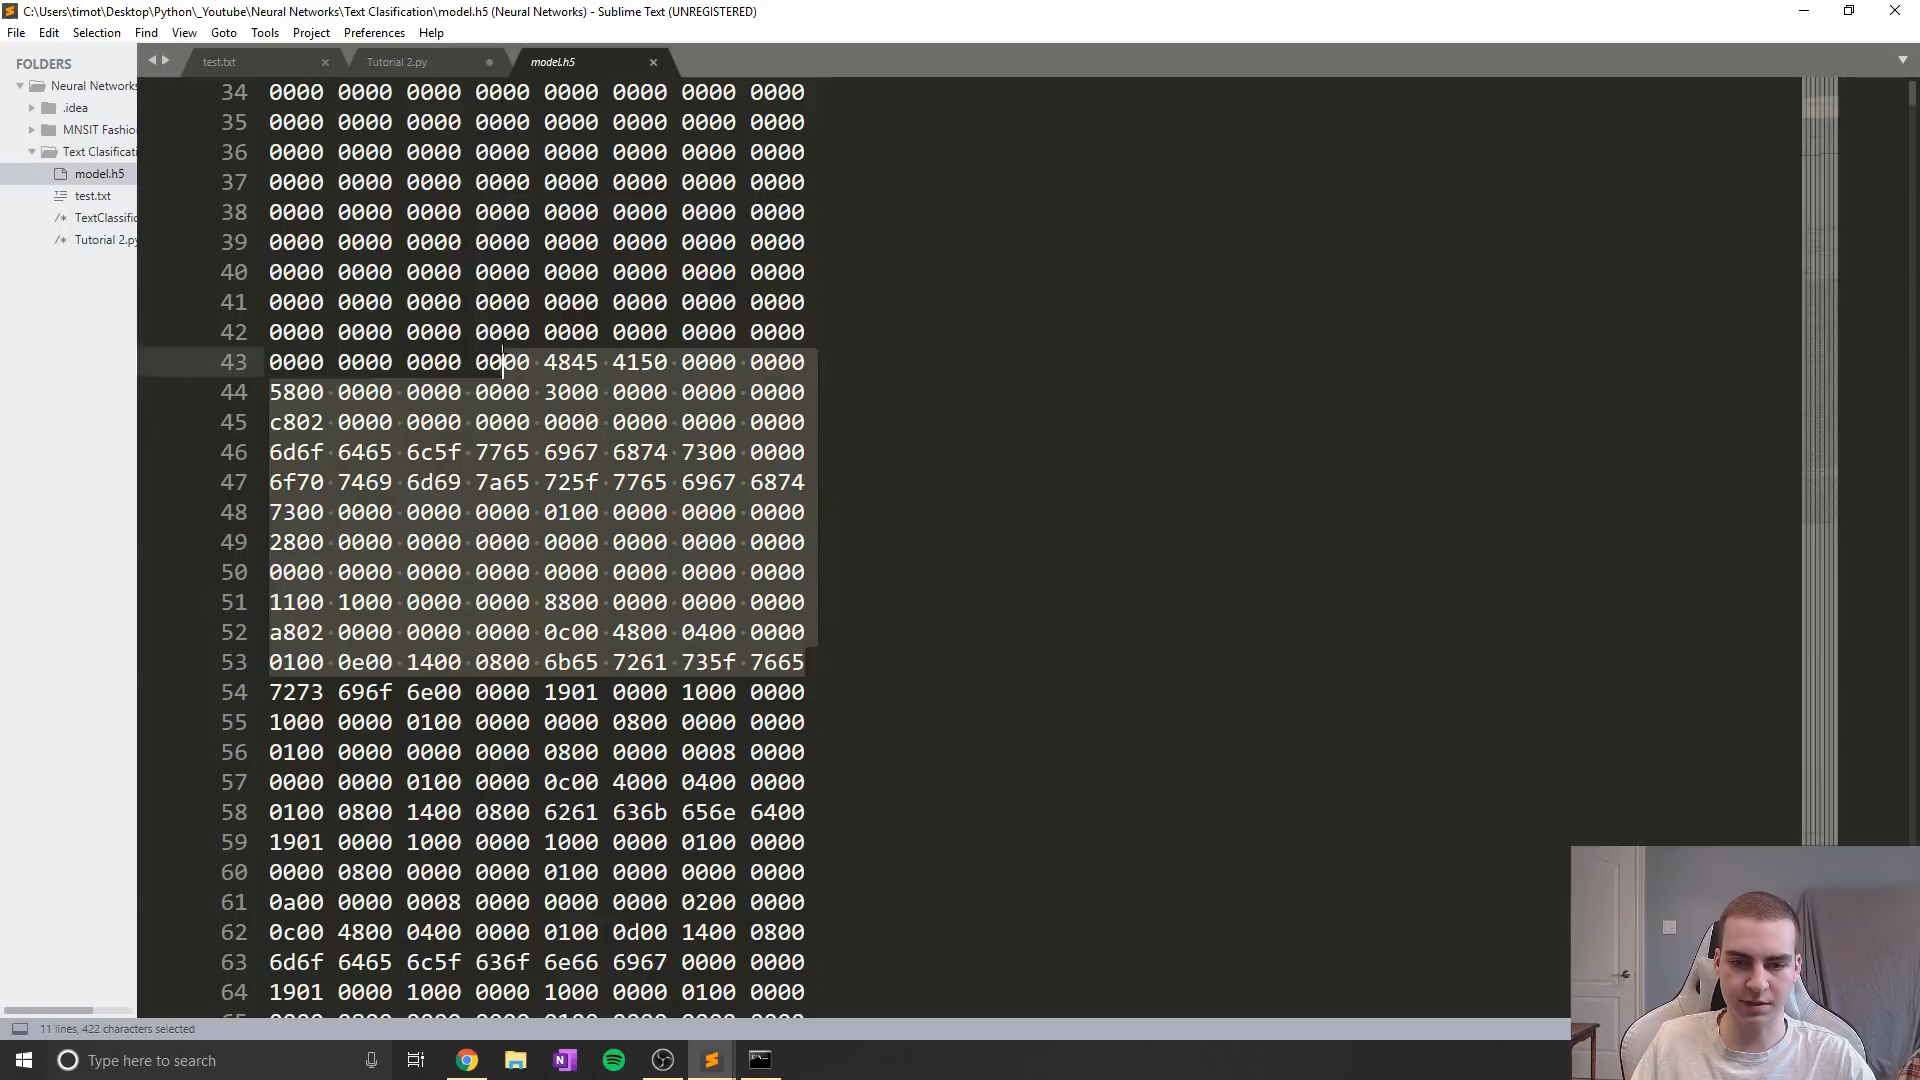 C:\Users\timot\Desktop\Python\_Youtube\Neural Networks\Text Clasification\model.h5 (Neural Networks) - Sublime Text (UNREGISTERED)
File Edit Selection Find View Goto Tools Project Preferences Help
FOLDERS
Neural Networks
.idea
MNSIT Fashio
Text Clasificati
model.h5
test.txt
TextClassific
Tutorial 2.py
test.txt
Tutorial 2.py
model.h5
34 0000 0000 0000 0000 0000 0000 0000 0000
35 0000 0000 0000 0000 0000 0000 0000 0000
36 0000 0000 0000 0000 0000 0000 0000 0000
37 0000 0000 0000 0000 0000 0000 0000 0000
38 0000 0000 0000 0000 0000 0000 0000 0000
39 0000 0000 0000 0000 0000 0000 0000 0000
40 0000 0000 0000 0000 0000 0000 0000 0000
41 0000 0000 0000 0000 0000 0000 0000 0000
42 0000 0000 0000 0000 0000 0000 0000 0000
43 0000 0000 0000 0000 4845 4150 0000 0000
44 5800 0000 0000 0000 3000 0000 0000 0000
45 c802 0000 0000 0000 0000 0000 0000 0000
46 6d6f 6465 6c5f 7765 6967 6874 7300 0000
47 6f70 7469 6d69 7a65 725f 7765 6967 6874
48 7300 0000 0000 0000 0100 0000 0000 0000
49 2800 0000 0000 0000 0000 0000 0000 0000
50 0000 0000 0000 0000 0000 0000 0000 0000
51 1100 1000 0000 0000 8800 0000 0000 0000
52 a802 0000 0000 0000 0c00 4800 0400 0000
53 0100 0e00 1400 0800 6b65 7261 735f 7665
54 7273 696f 6e00 0000 1901 0000 1000 0000
55 1000 0000 0100 0000 0000 0800 0000 0000
56 0100 0000 0000 0000 0800 0000 0008 0000
57 0000 0000 0100 0000 0c00 4000 0400 0000
58 0100 0800 1400 0800 6261 636b 656e 6400
59 1901 0000 1000 0000 1000 0000 0100 0000
60 0000 0800 0000 0000 0100 0000 0000 0000
61 0a00 0000 0008 0000 0000 0000 0200 0000
62 0c00 4800 0400 0000 0100 0d00 1400 0800
63 6d6f 6465 6c5f 636f 6e66 6967 0000 0000
64 1901 0000 1000 0000 1000 0000 0100 0000
11 lines, 422 characters selected
Type here to search